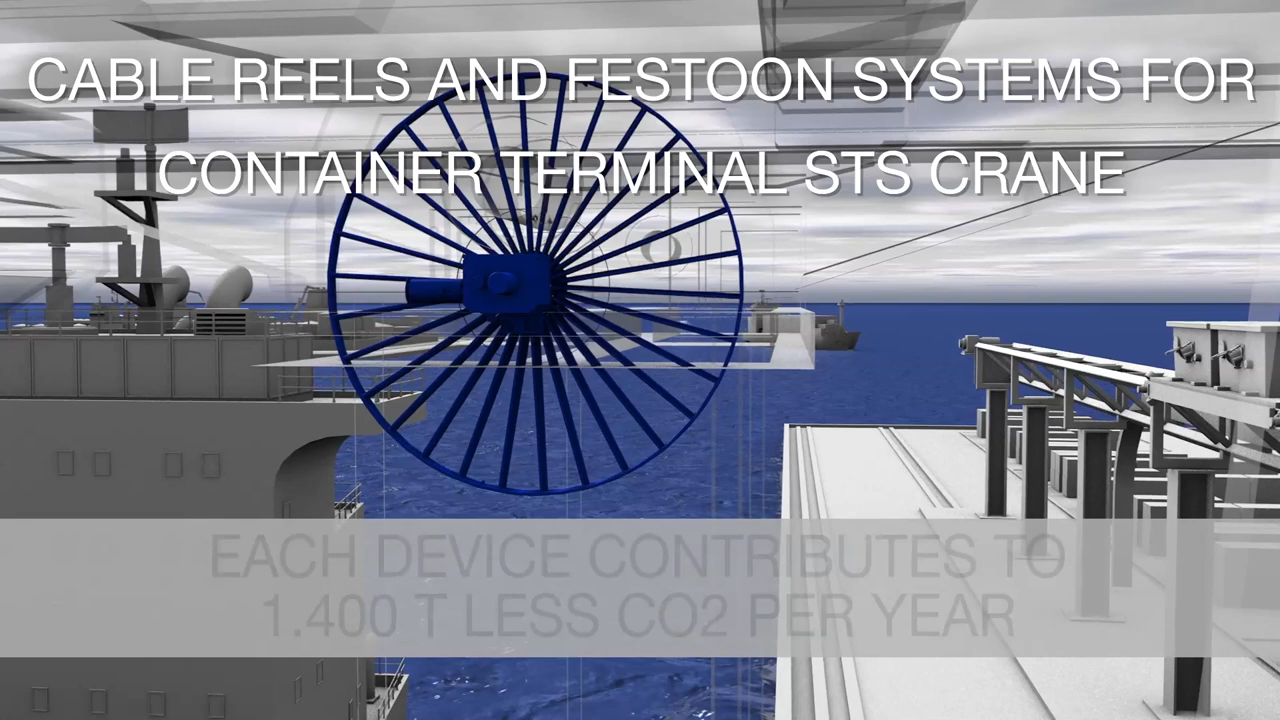 CABLE REELS AND FESTOON SYSTEMS FOR
CONTAINER TERMINAL STS CRANE
EACH DEVICE CONTRIBUTES TO
1.400 T LESS CO2 PER YEAR